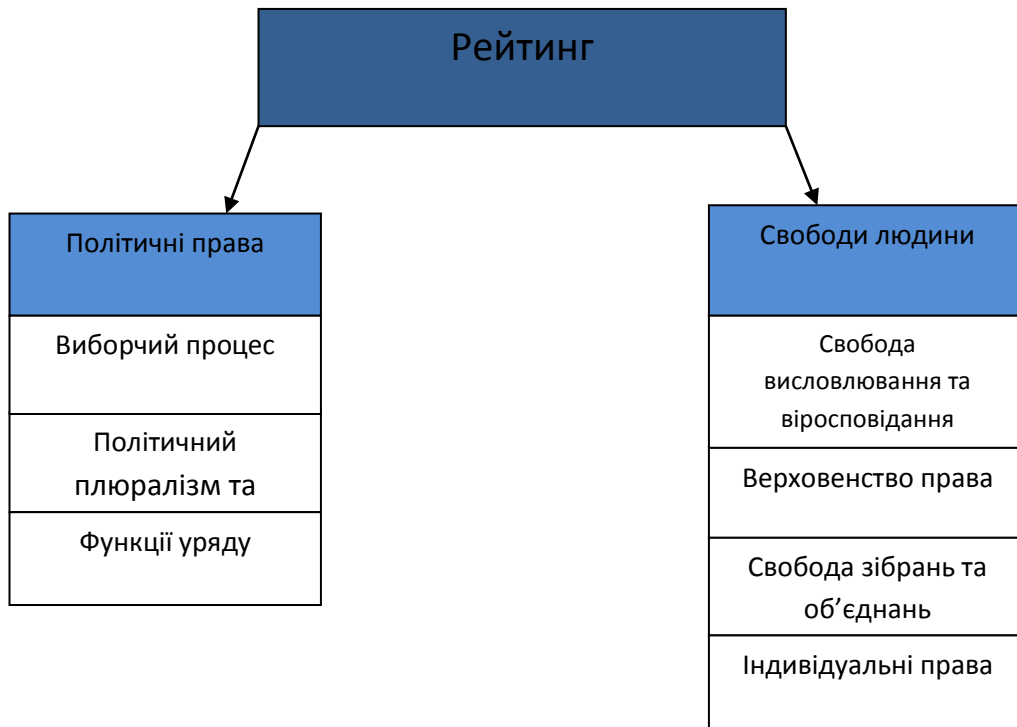 Рейтинг
Політичні права
Виборчий процес
Політичний
плюралізм та
Функції уряду
Свободи людини
Свобода
висловлювання та
віросповідання
Верховенство права
Свобода зібрань та
об’єднань
Індивідуальні права